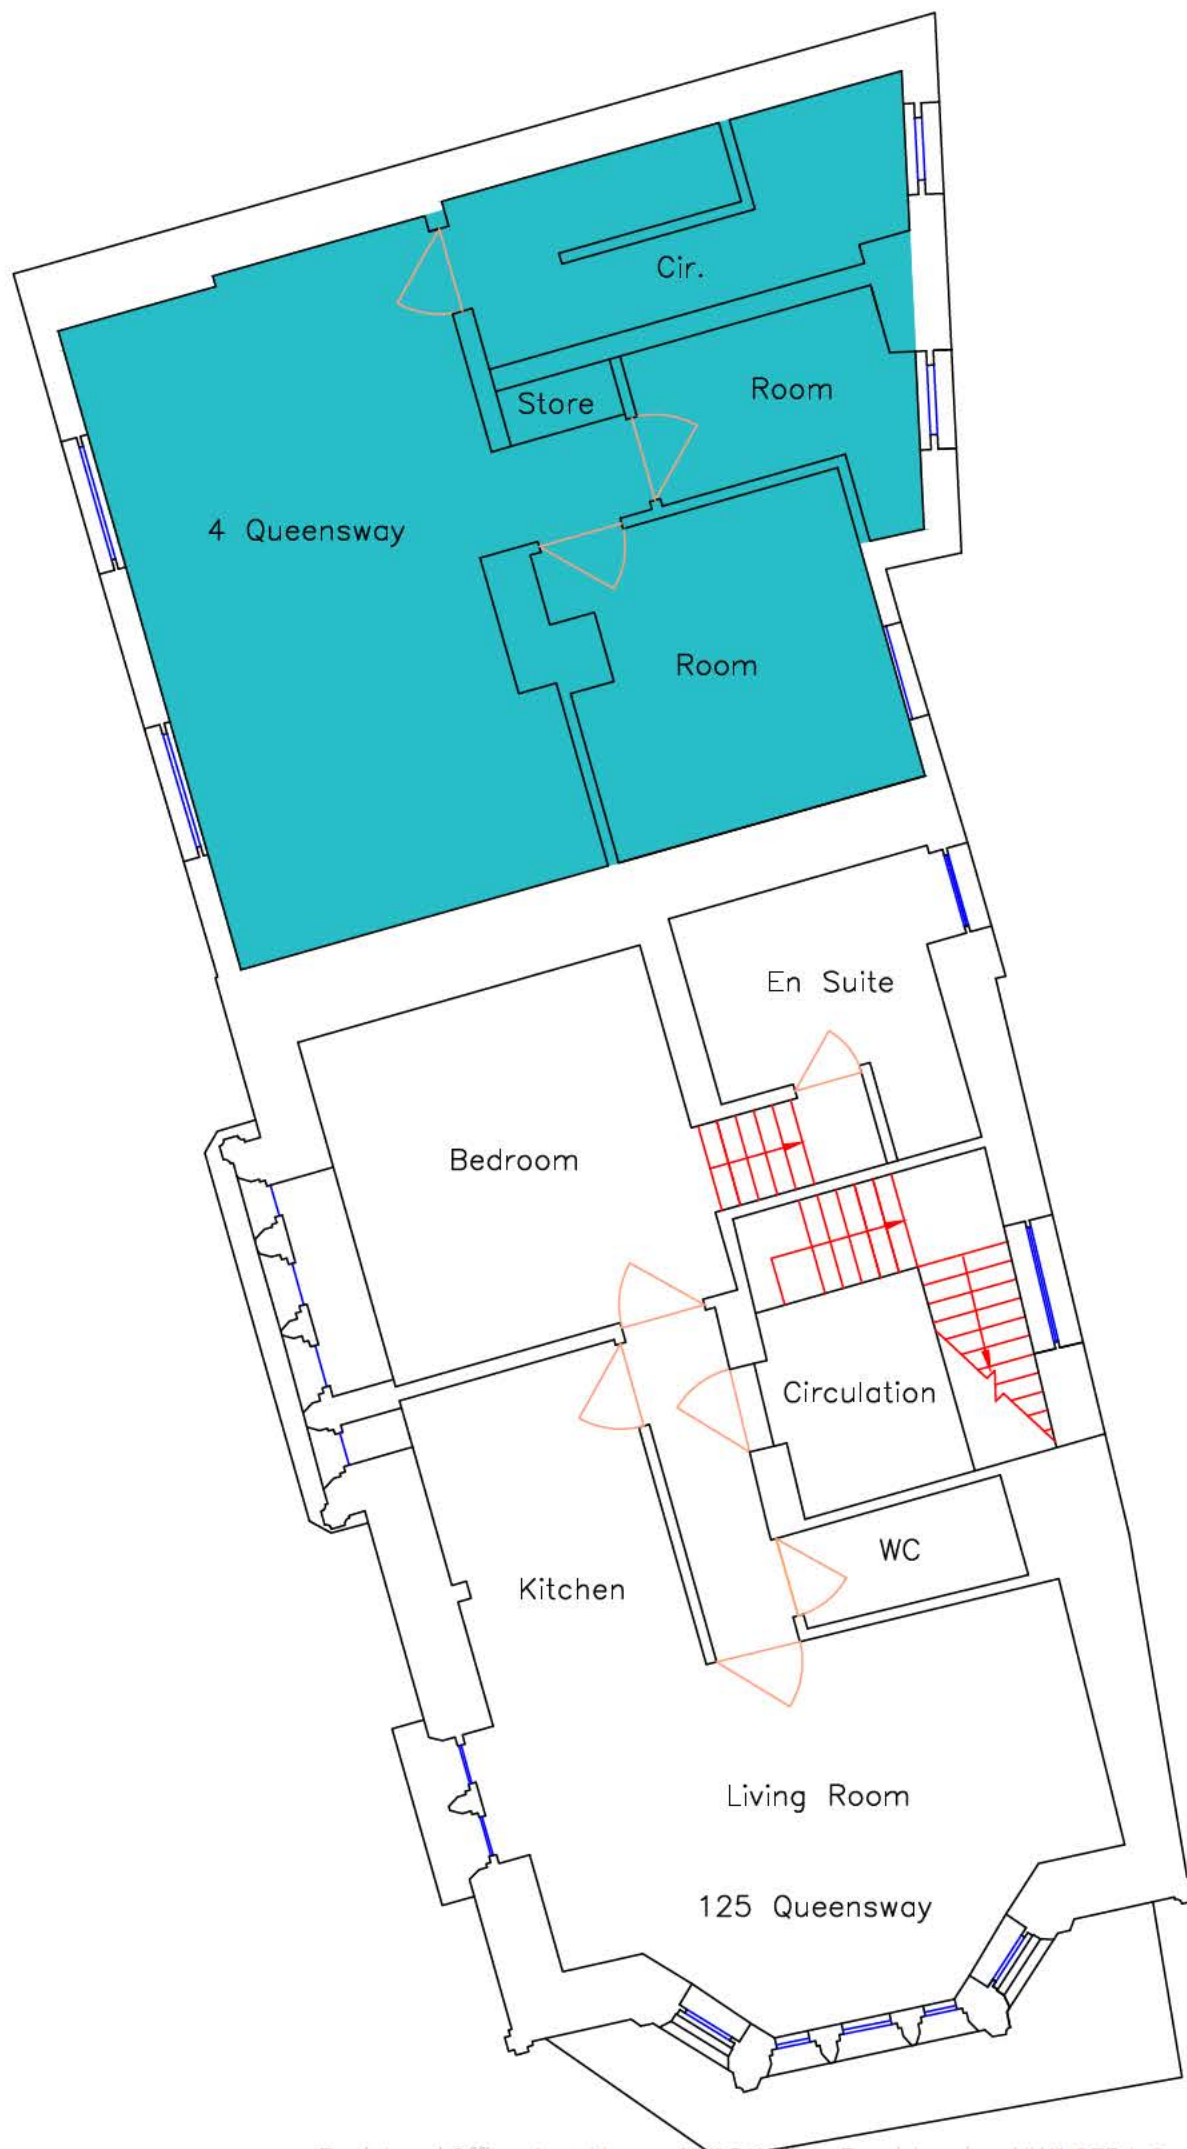 Cir.
Room
Store
4 Queensway
Room
En Suite
Bedroom
Circulation
WC
Kitchen
Living Room
125 Queensway